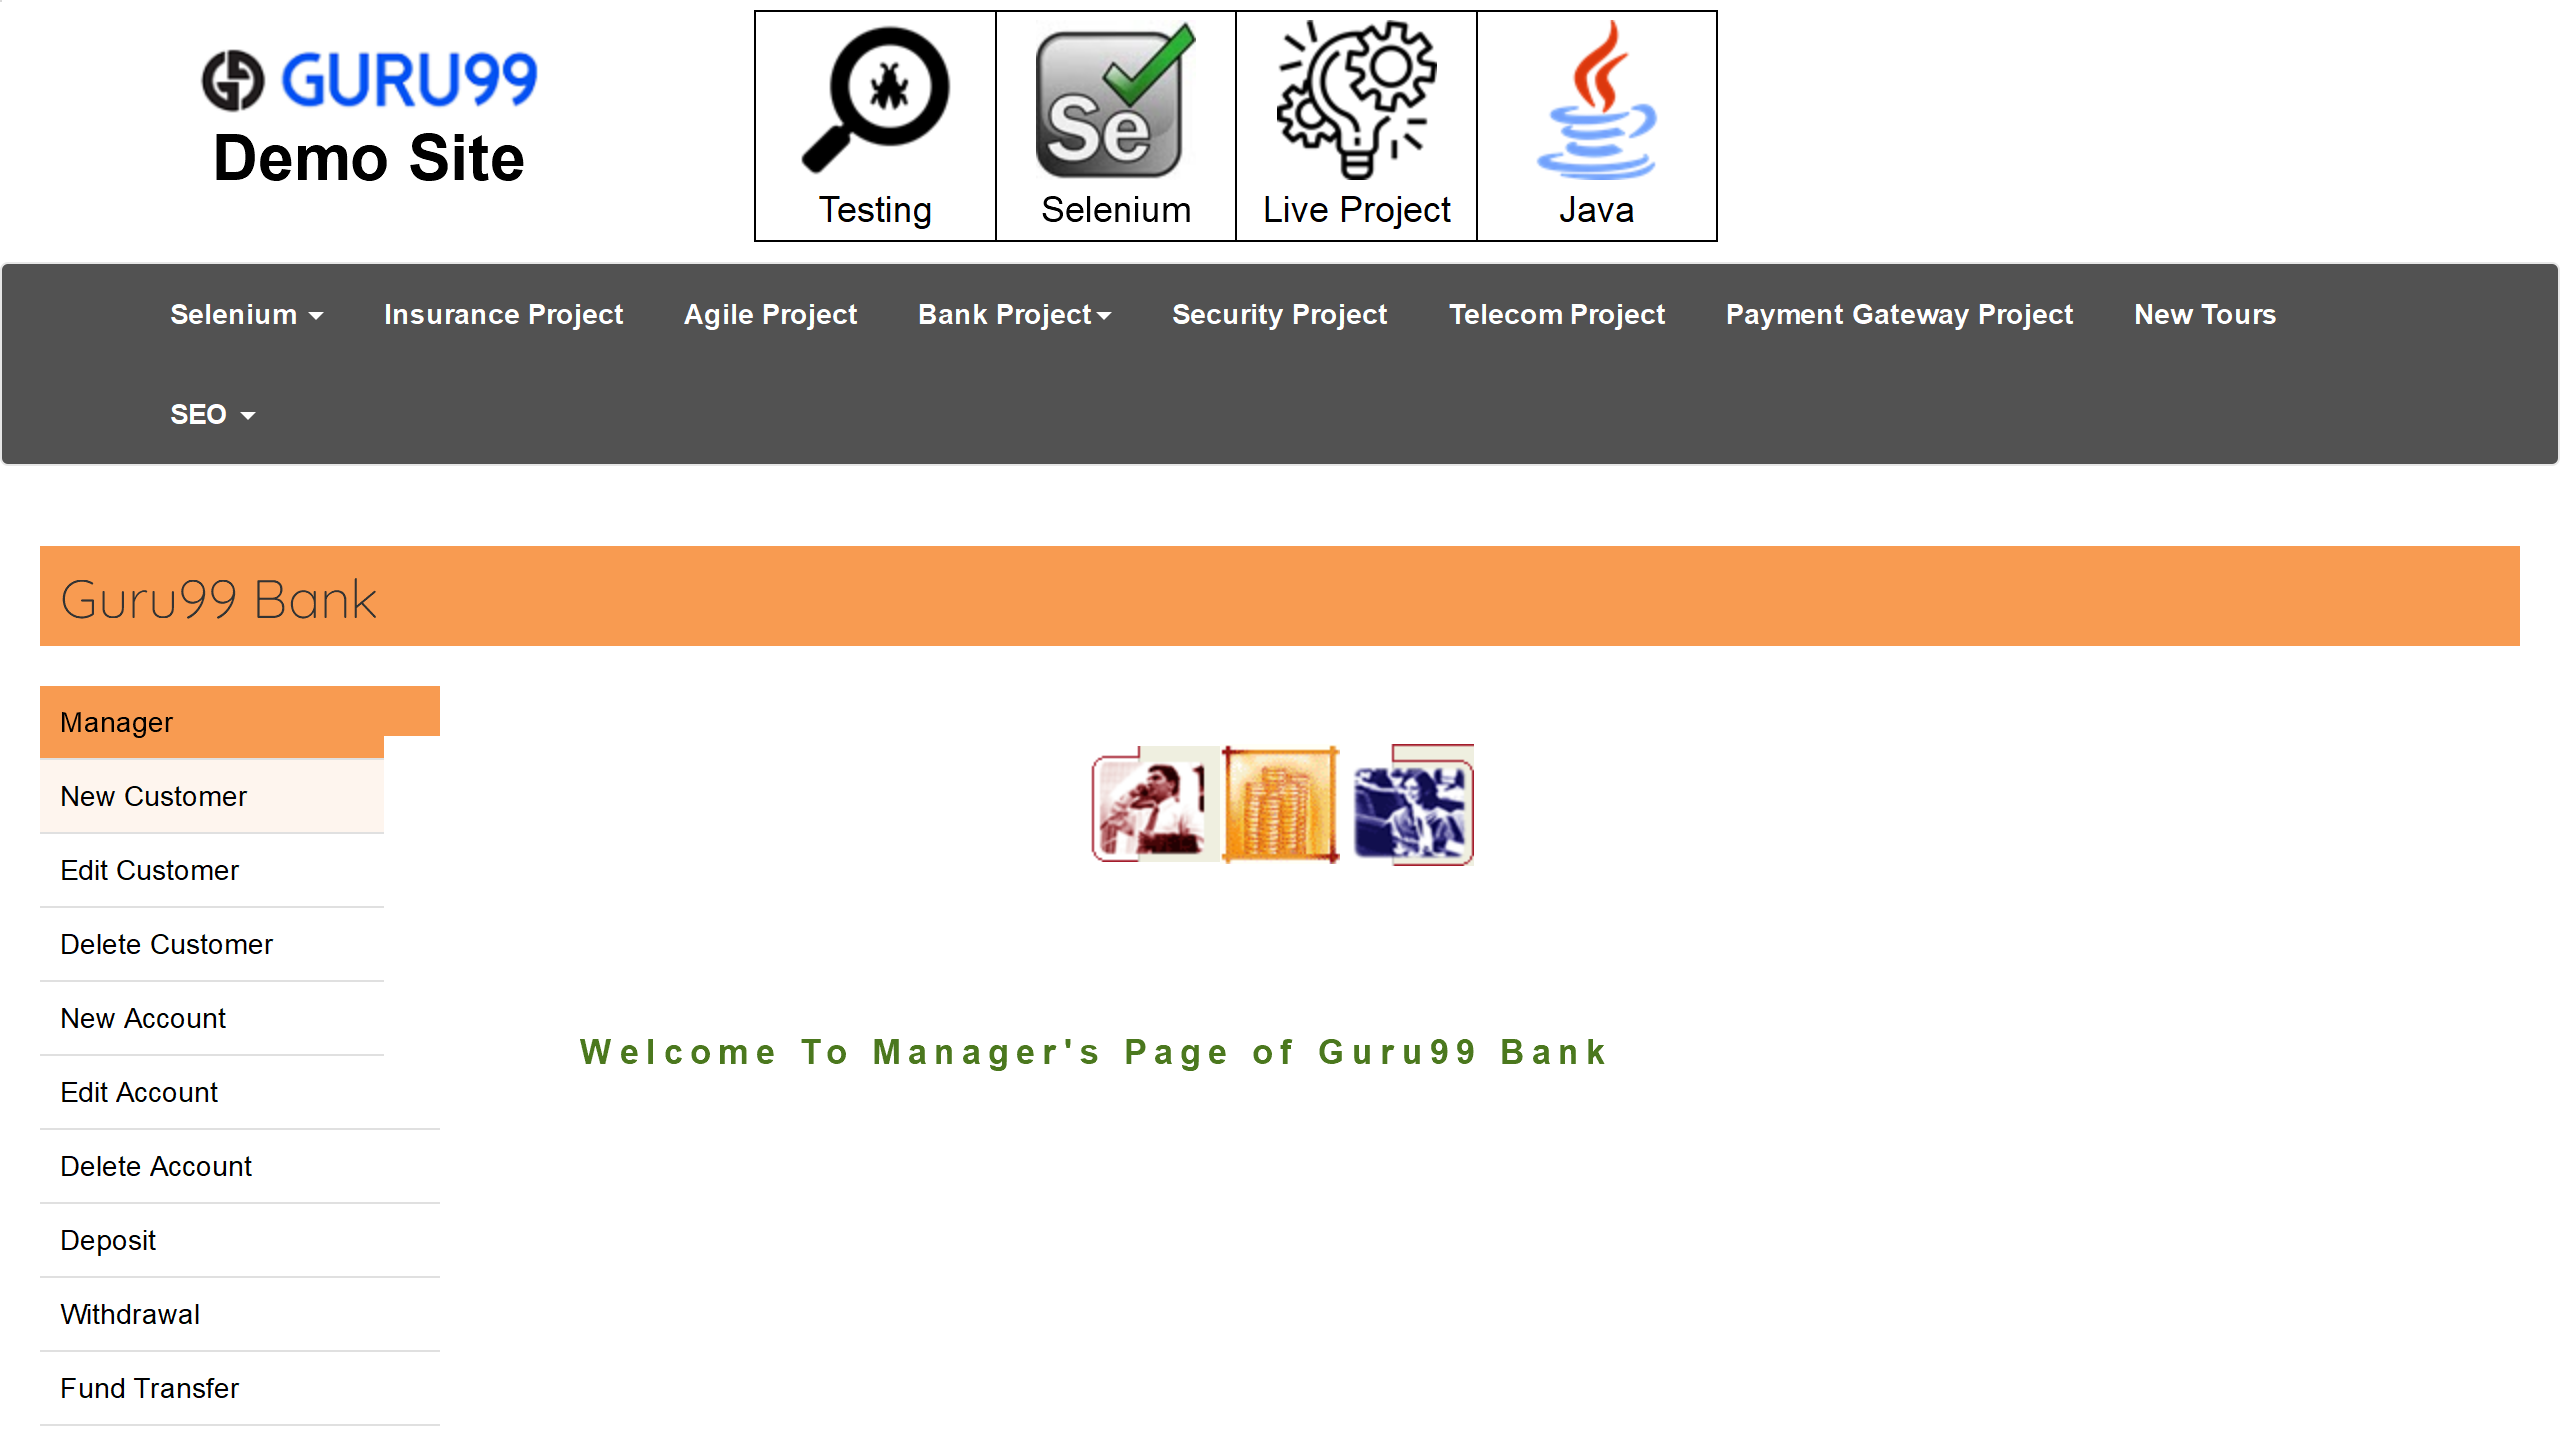 GURU99
Demo Site
Se
Testing
Selenium
Live Project
Java
Selenium
Insurance Project
Agile Project
Bank Project
Security Project
Telecom Project
Payment Gateway Project
New Tours
SEO
Guru99 Bank
Manager
New Customer
Edit Customer
Delete Customer
New Account
Edit Account
Delete Account
Deposit
Withdrawal
Fund Transfer
Welcome To Manager's Page of Guru99 Bank